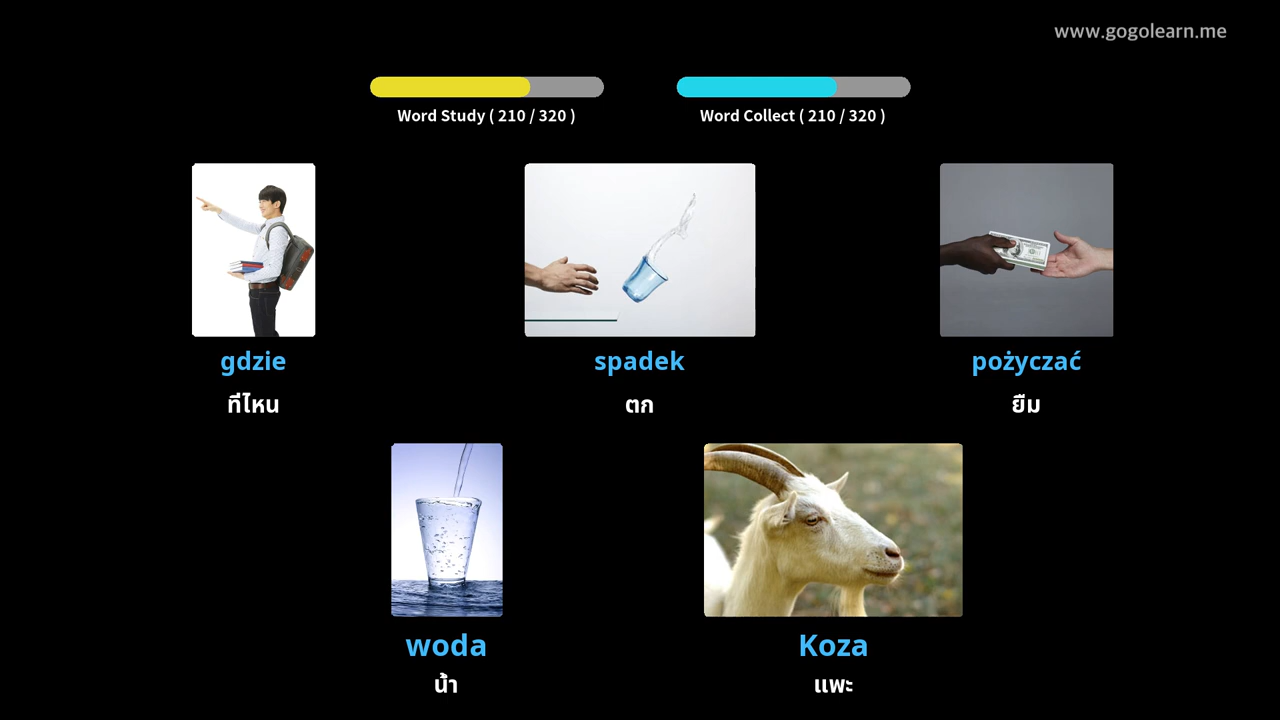 www.gogolearn.me
Word Study ( 210 / 320 )
Word Collect ( 210 / 320 )
gdzie
spadek
pożyczać
ที่ไหน
ตก
ยืม
woda
Koza
น้ำ
แพะ